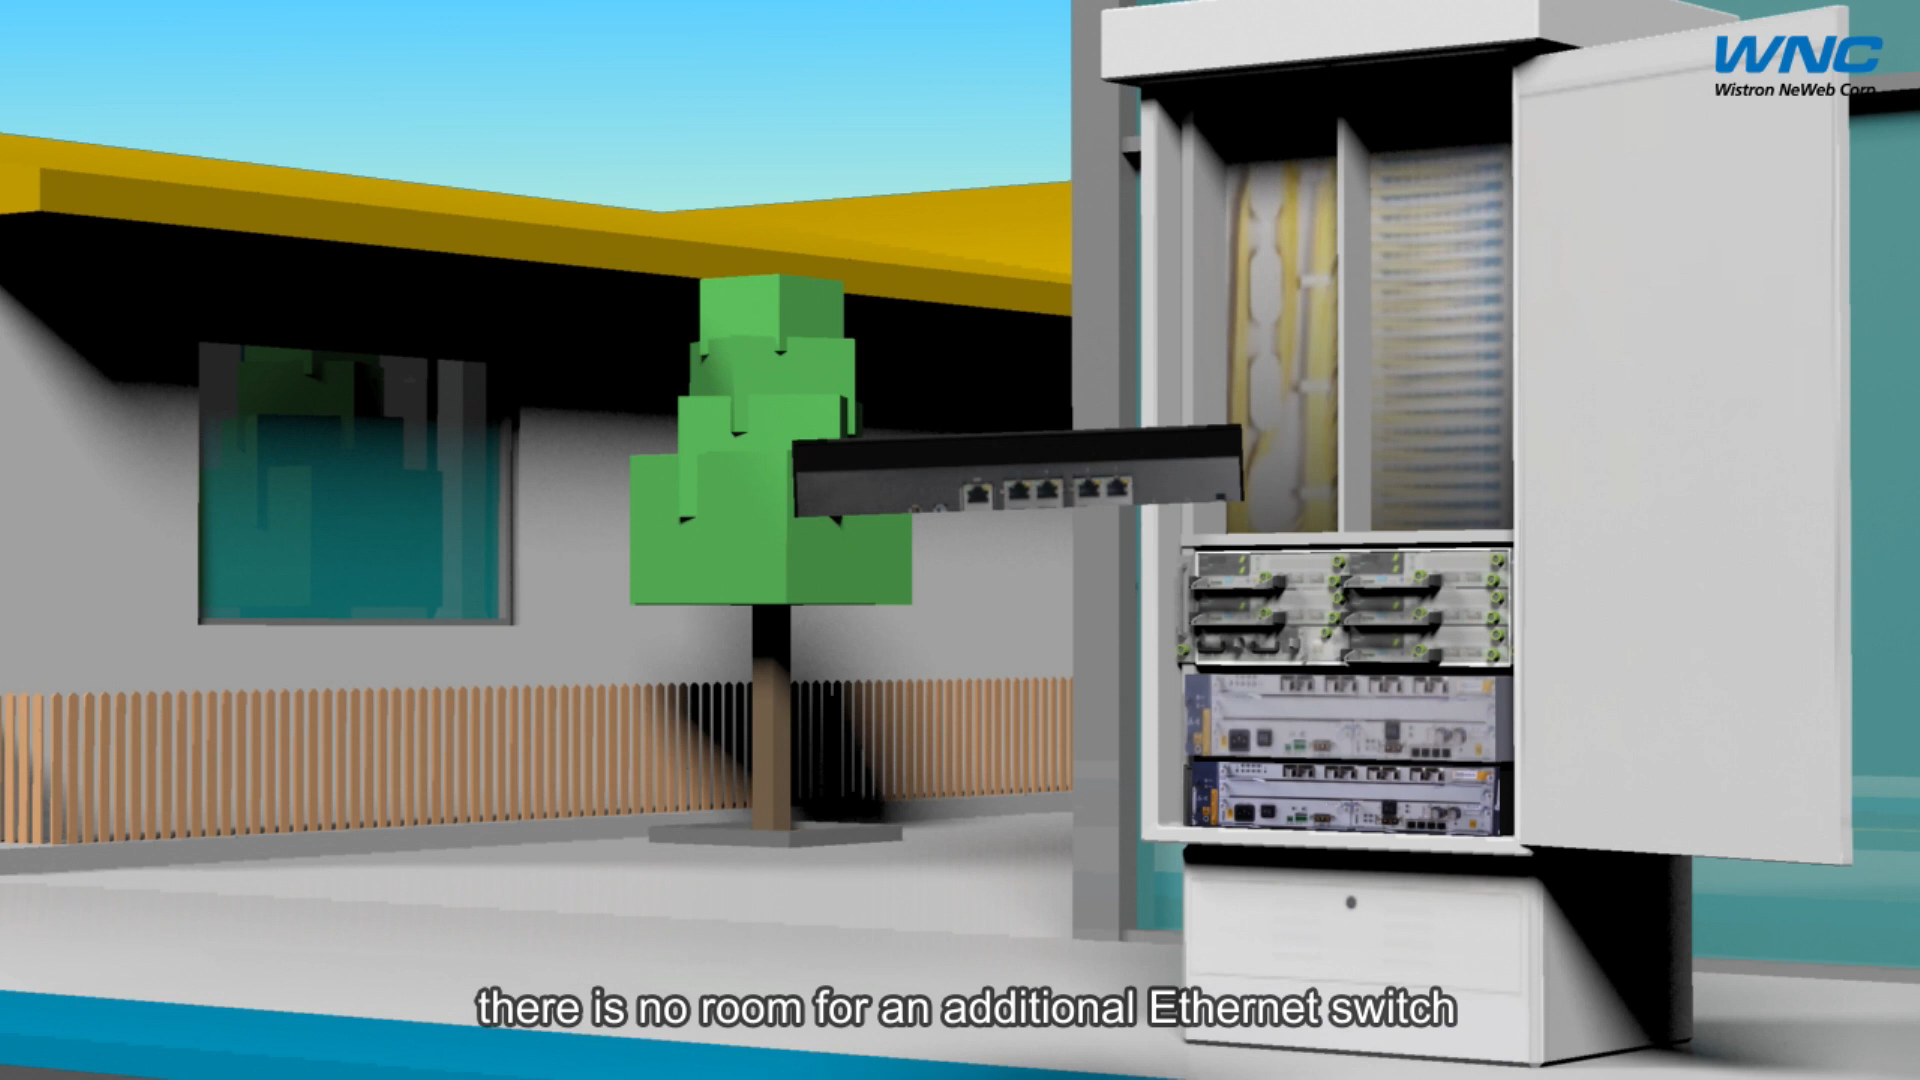 WNC
Wistron NeWeb Corp.
there is no room for an additional Ethernet switch